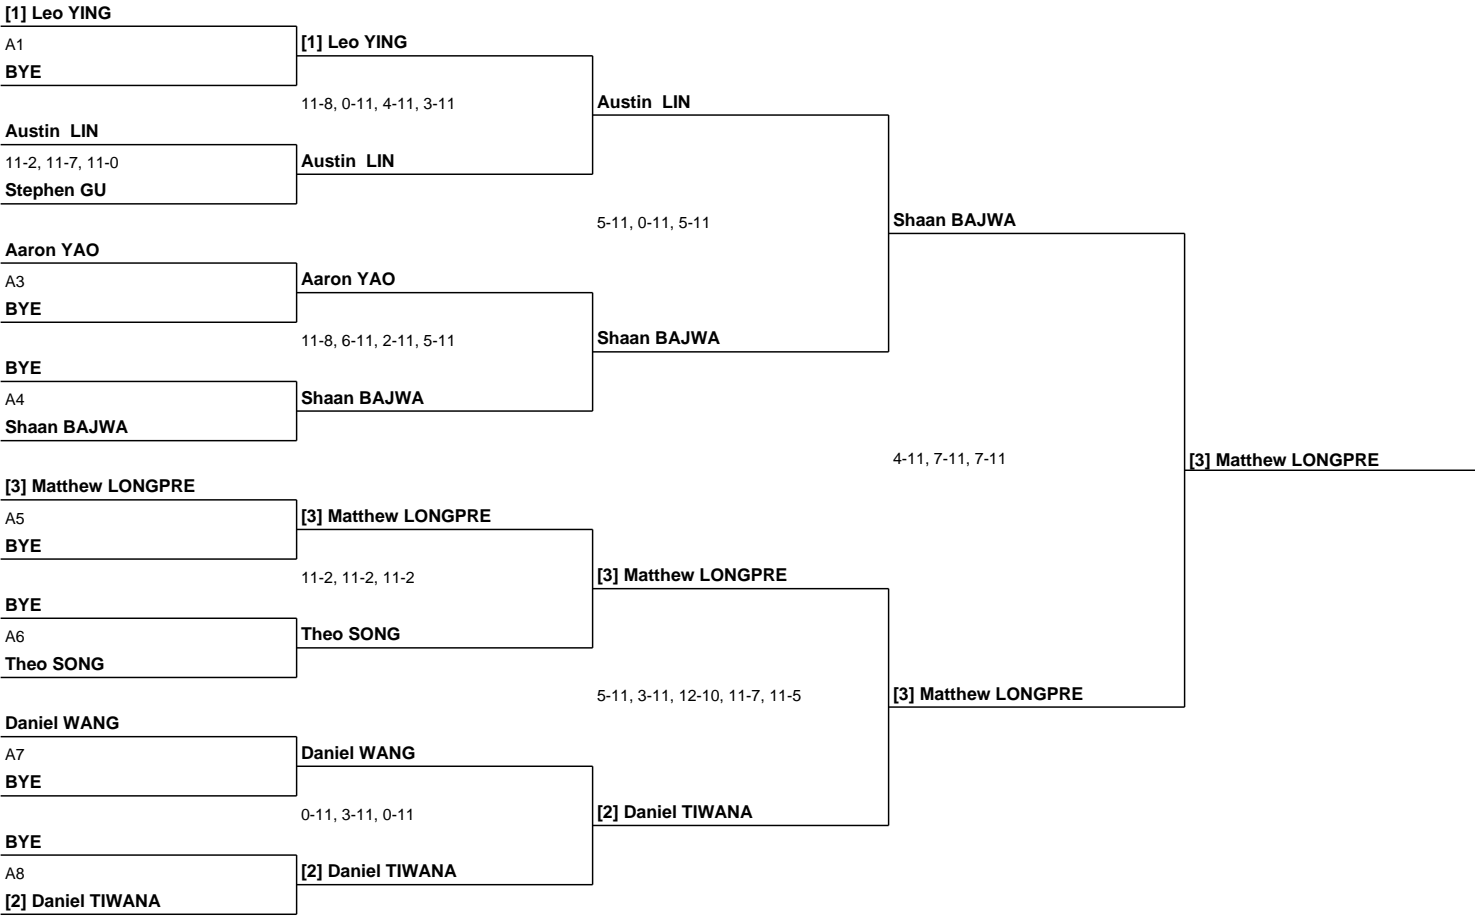 [1] Leo YING
A1
BYE
Austin  LIN
11-2, 11-7, 11-0
Stephen GU
Aaron YAO
A3
BYE
BYE
A4
Shaan BAJWA
[3] Matthew LONGPRE
A5
BYE
BYE
A6
Theo SONG
Daniel WANG
A7
BYE
BYE
A8
[2] Daniel TIWANA
[1] Leo YING
11-8, 0-11, 4-11, 3-11
Austin  LIN
Aaron YAO
11-8, 6-11, 2-11, 5-11
Shaan BAJWA
[3] Matthew LONGPRE
11-2, 11-2, 11-2
Theo SONG
Daniel WANG
0-11, 3-11, 0-11
[2] Daniel TIWANA
Austin  LIN
5-11, 0-11, 5-11
Shaan BAJWA
[3] Matthew LONGPRE
5-11, 3-11, 12-10, 11-7, 11-5
[2] Daniel TIWANA
Shaan BAJWA
4-11, 7-11, 7-11
[3] Matthew LONGPRE
[3] Matthew LONGPRE